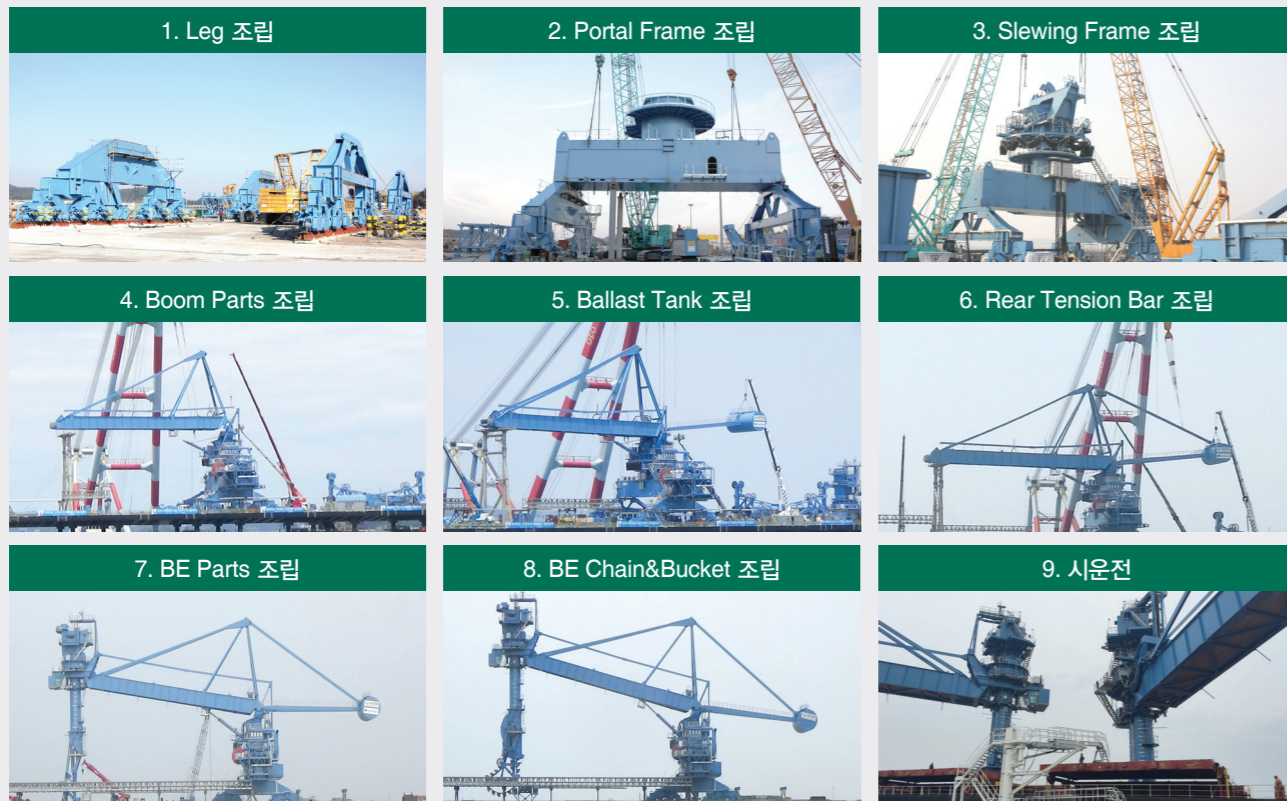 1. Leg 조립
2. Portal Frame 조립
3. Slewing Frame 조립
4. Boom Parts 조립
5. Ballast Tank 조립
6. Rear Tension Bar 조립
7. BE Parts 조립
8. BE Chain&Bucket 조립
9. 시운전